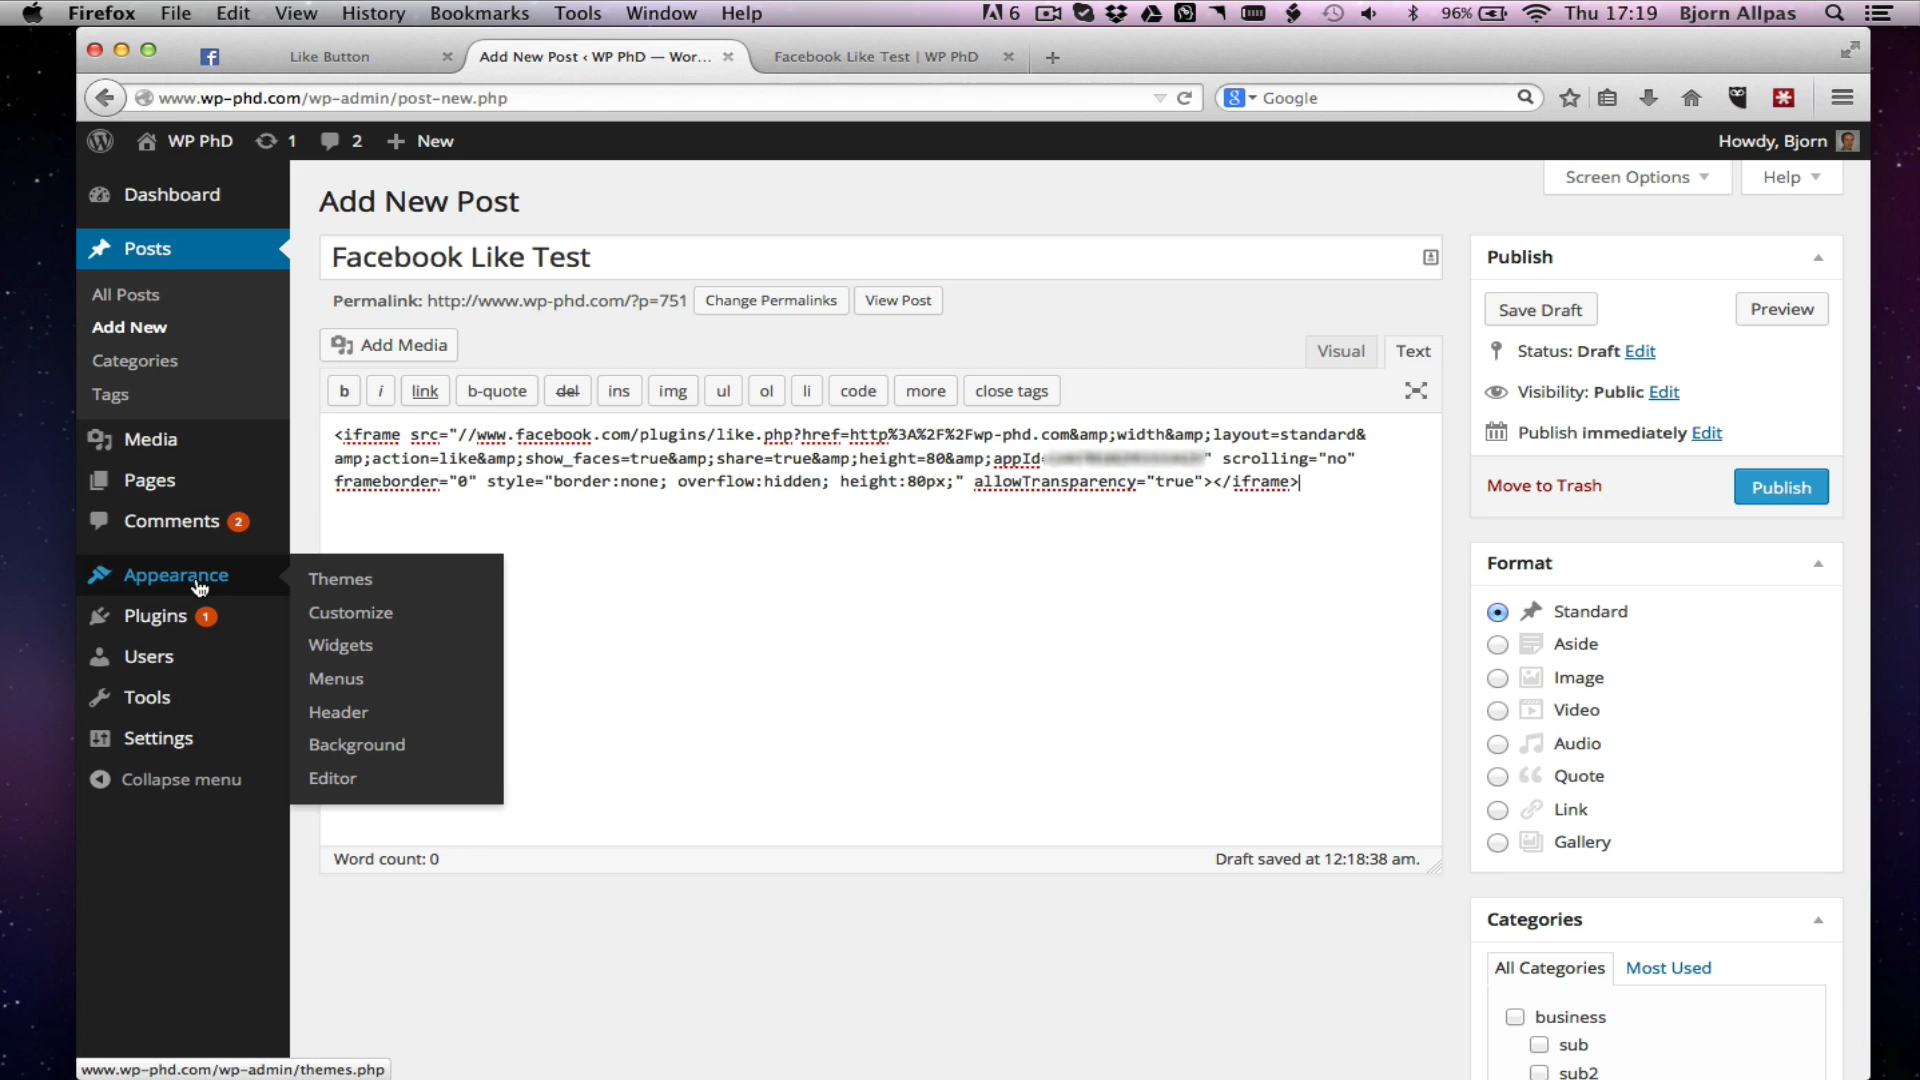 Firefox File Edit View History Bookmarks Tools Window Help 6 96% Thu 17:19 Bjorn Allpas
Like Button Add New Post ‹ WP PhD — Wor... Facebook Like Test | WP PhD
www.wp-phd.com/wp-admin/post-new.php Google
WP PhD 1 2 New Howdy, Bjorn
Screen Options Help
Dashboard
Posts
All Posts
Add New
Categories
Tags
Media
Pages
Comments 2
Appearance
Plugins 1
Users
Tools
Settings
Collapse menu
Themes
Customize
Widgets
Menus
Header
Background
Editor
Add New Post
Facebook Like Test
Permalink: http://www.wp-phd.com/?p=751 Change Permalinks View Post
Add Media
Visual Text
b i link b-quote del ins img ul ol li code more close tags
<iframe src="//www.facebook.com/plugins/like.php?href=http%3A%2F%2Fwp-phd.com&amp;width&amp;layout=standard&
amp;action=like&amp;show_faces=true&amp;share=true&amp;height=80&amp;appId " scrolling="no"
frameborder="0" style="border:none; overflow:hidden; height:80px;" allowTransparency="true"></iframe>
Word count: 0 Draft saved at 12:18:38 am.
Publish
Save Draft Preview
Status: Draft Edit
Visibility: Public Edit
Publish immediately Edit
Move to Trash Publish
Format
Standard
Aside
Image
Video
Audio
Quote
Link
Gallery
Categories
All Categories Most Used
business
sub
sub2
www.wp-phd.com/wp-admin/themes.php